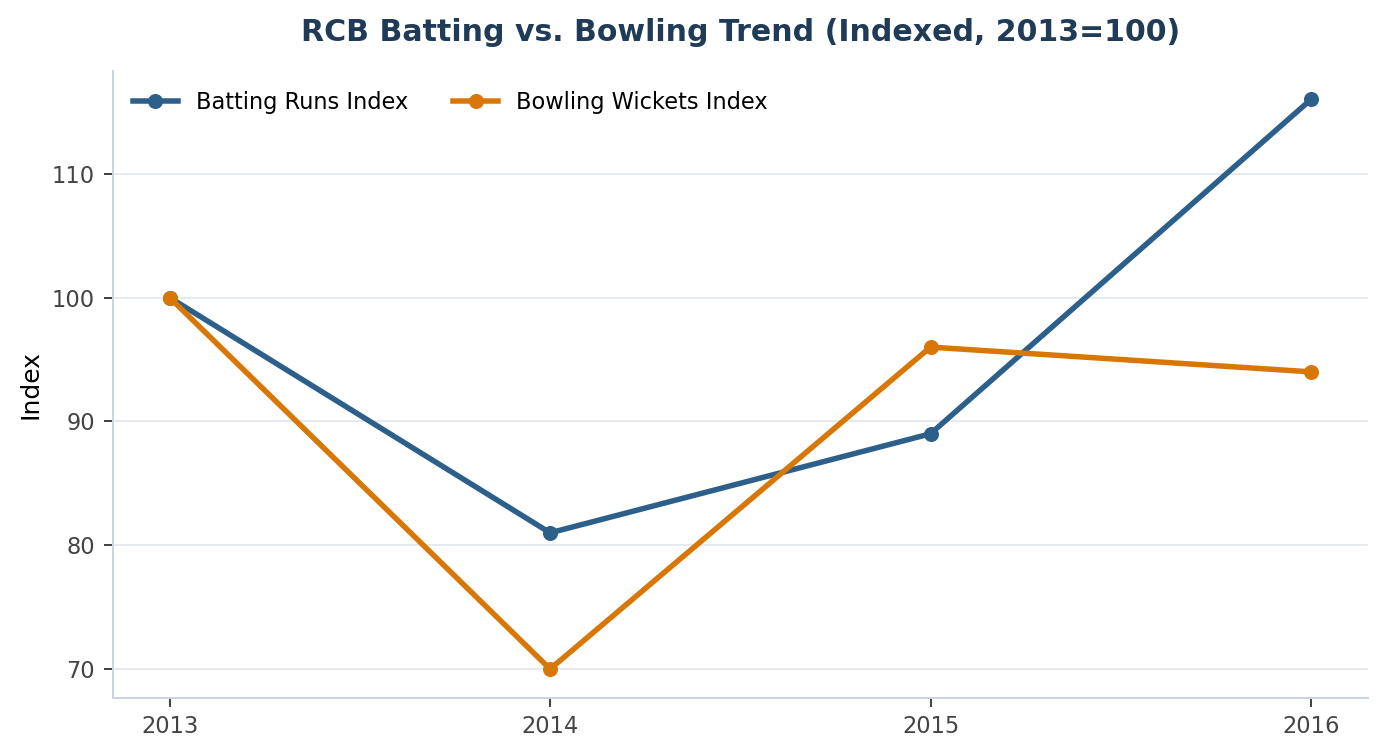 RCB Batting vs. Bowling Trend (Indexed, 2013=100)
Batting Runs Index
Bowling Wickets Index
110
100
90
80
70
Index
2013
2014
2015
2016